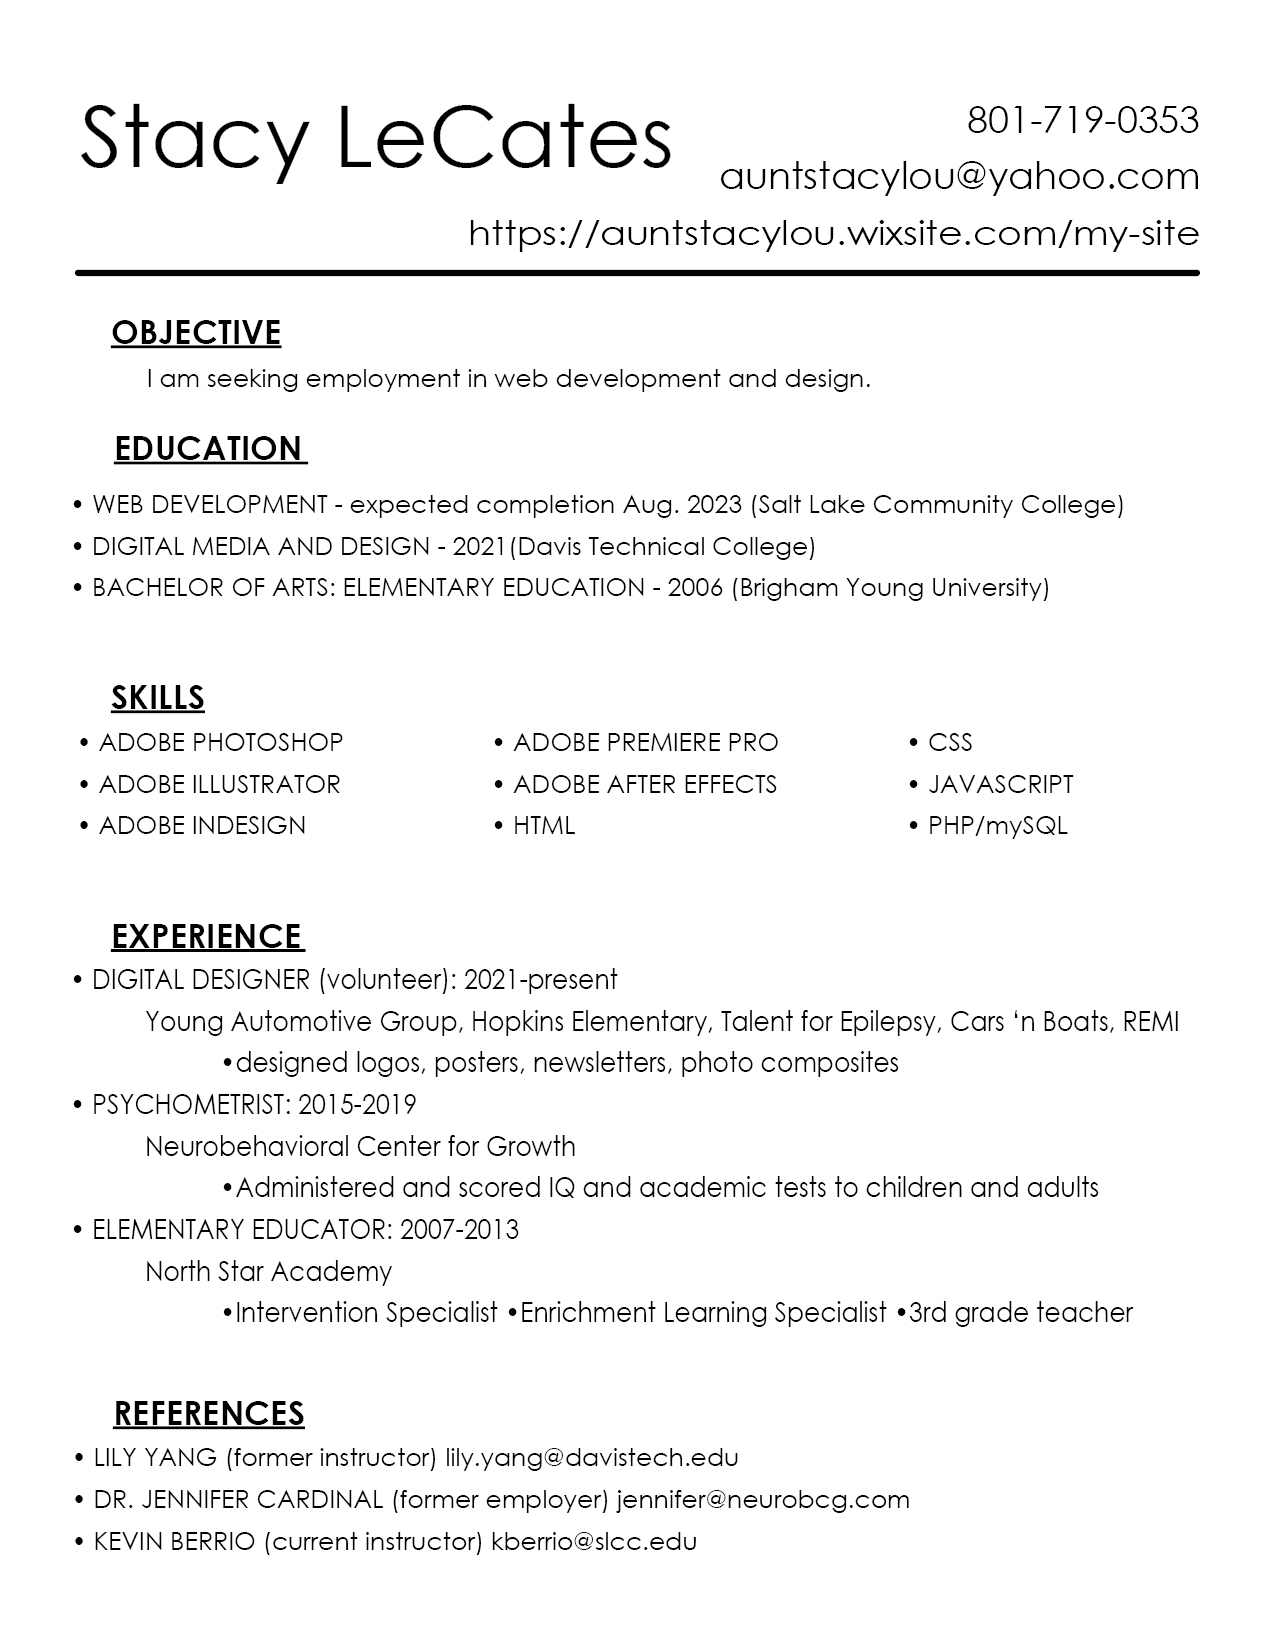 Stacy LeCates
801-719-0353
auntstacylou@yahoo.com
https://auntstacylou.wixsite.com/my-site
OBJECTIVE
I am seeking employment in web development and design.
EDUCATION
• WEB DEVELOPMENT - expected completion Aug. 2023 (Salt Lake Community College)
• DIGITAL MEDIA AND DESIGN - 2021(Davis Technical College)
• BACHELOR OF ARTS: ELEMENTARY EDUCATION - 2006 (Brigham Young University)
SKILLS
• ADOBE PHOTOSHOP
• ADOBE ILLUSTRATOR
• ADOBE INDESIGN
• ADOBE PREMIERE PRO
• ADOBE AFTER EFFECTS
• HTML
• CSS
• JAVASCRIPT
• PHP/mySQL
EXPERIENCE
• DIGITAL DESIGNER (volunteer): 2021-present
Young Automotive Group, Hopkins Elementary, Talent for Epilepsy, Cars ‘n Boats, REMI
•designed logos, posters, newsletters, photo composites
• PSYCHOMETRIST: 2015-2019
Neurobehavioral Center for Growth
•Administered and scored IQ and academic tests to children and adults
• ELEMENTARY EDUCATOR: 2007-2013
North Star Academy
•Intervention Specialist •Enrichment Learning Specialist •3rd grade teacher
REFERENCES
• LILY YANG (former instructor) lily.yang@davistech.edu
• DR. JENNIFER CARDINAL (former employer) jennifer@neurobcg.com
• KEVIN BERRIO (current instructor) kberrio@slcc.edu